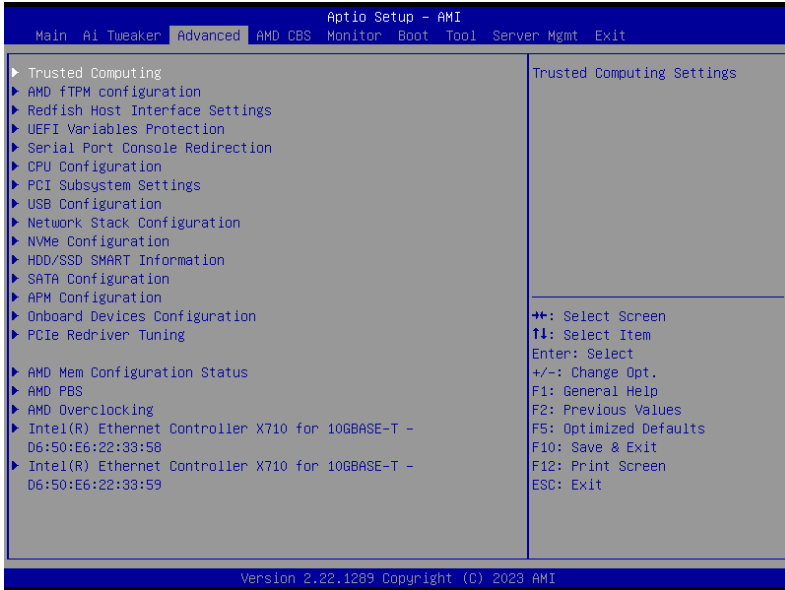 Aptio Setup – AMI
Main Ai Tweaker Advanced AMD CBS Monitor Boot Tool Server Mgmt Exit
Trusted Computing
AMD fTPM configuration
Redfish Host Interface Settings
UEFI Variables Protection
Serial Port Console Redirection
CPU Configuration
PCI Subsystem Settings
USB Configuration
Network Stack Configuration
NVMe Configuration
HDD/SSD SMART Information
SATA Configuration
APM Configuration
Onboard Devices Configuration
PCIe Redriver Tuning
AMD Mem Configuration Status
AMD PBS
AMD Overclocking
Intel(R) Ethernet Controller X710 for 10GBASE-T –
D6:50:E6:22:33:58
Intel(R) Ethernet Controller X710 for 10GBASE-T –
D6:50:E6:22:33:59
Trusted Computing Settings
→←: Select Screen
↑↓: Select Item
Enter: Select
+/-: Change Opt.
F1: General Help
F2: Previous Values
F5: Optimized Defaults
F10: Save & Exit
F12: Print Screen
ESC: Exit
Version 2.22.1289 Copyright (C) 2023 AMI